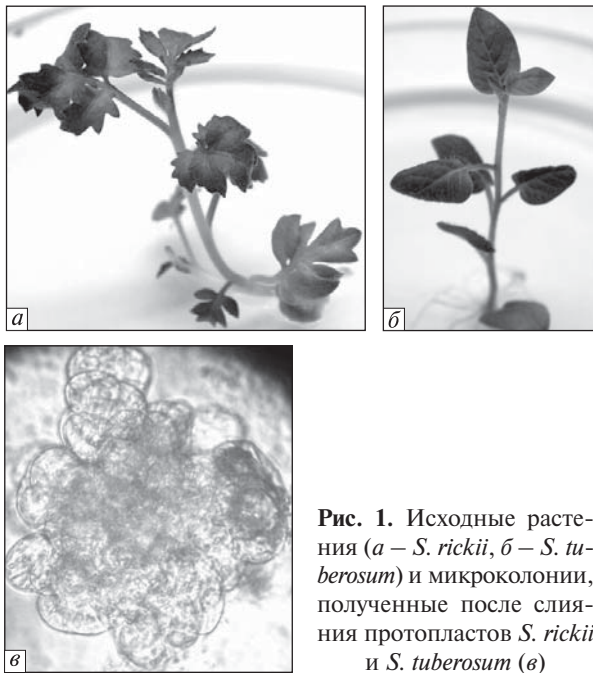 а
б
в
Рис. 1. Исходные расте-
ния (а – S. rickii, б – S. tu-
berosum) и микроколонии,
полученные после слия-
ния протопластов S. rickii
и S. tuberosum (в)